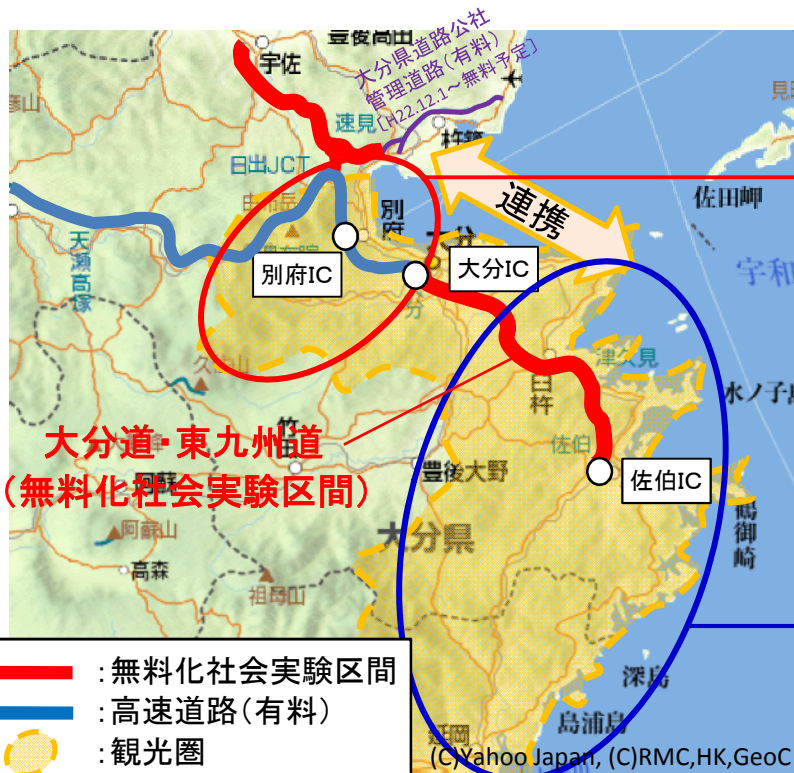 豊後高田
宇佐
大分県道路公社
管理道路(有料)
[H22.12.1~無料予定]
速見
杵築
日出JCT
佐田岬
連携
別府
別府IC
大分IC
宇和
天瀬高塚
津久見
臼杵
水ノ子島
竹田
大分道・東九州道
(無料化社会実験区間)
佐伯
豊後大野
佐伯IC
阿蘇
鶴御崎
大分県
阿蘇山
高森
祖母山
:無料化社会実験区間
:高速道路(有料)
:観光圏
深島
島浦島
延岡
(C)Yahoo Japan, (C)RMC,HK,GeoC